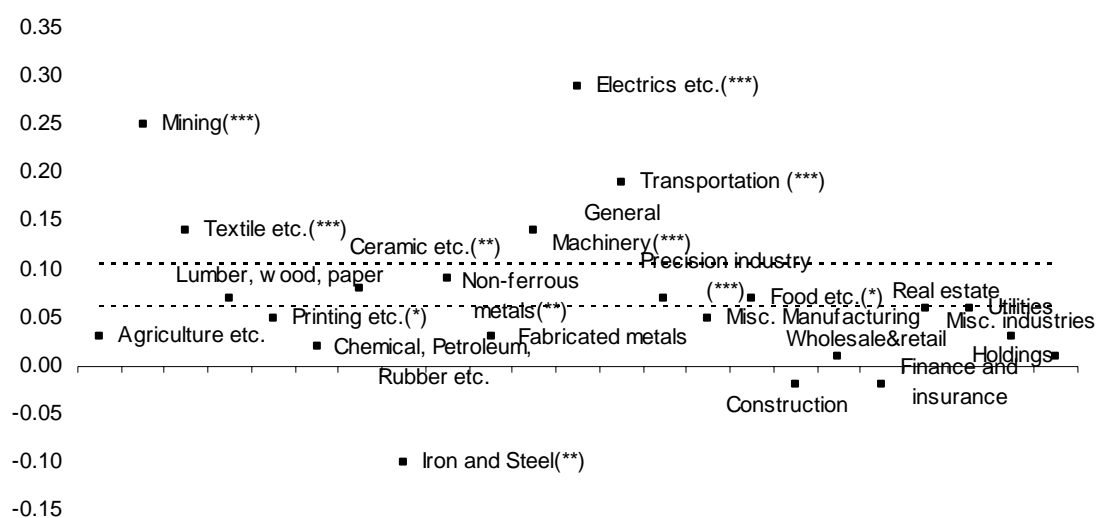 0.35
0.30
Electrics etc.(***)
0.25
Mining(***)
0.20
Transportation (***)
General
0.15
Textile etc.(***)
Machinery(***)
Ceramic etc.(**)
Precision industry
0.10
Lumber, wood, paper
Non-ferrous
(***)
Food etc.(*)
Real estate
metals(**)
Utilities
0.05
Printing etc.(*)
Misc. Manufacturing
Misc. industries
Agriculture etc.
Fabricated metals
Wholesale&retail
Chemical, Petroleum,
Holdings
0.00
Rubber etc.
Finance and
insurance
-0.05
Construction
-0.10
Iron and Steel(**)
-0.15